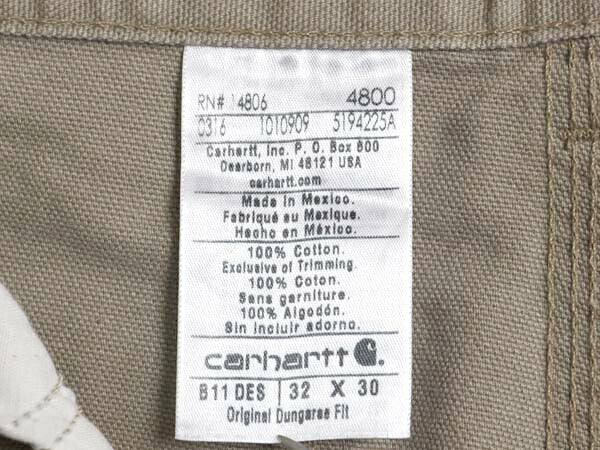 RN# 14806 4800
0316 1010909 5194225A
Carhartt, Inc. P. O. Box 600
Dearborn, MI 48121 USA
carhartt.com
Made in Mexico.
Fabriqué au Mexique.
Hecho en México.
100% Cotton.
Exclusive of Trimming.
100% Coton.
Sans garniture.
100% Algodón.
Sin incluir adorno.
carhartt
B11 DES 32 X 30
Original Dungaree Fit